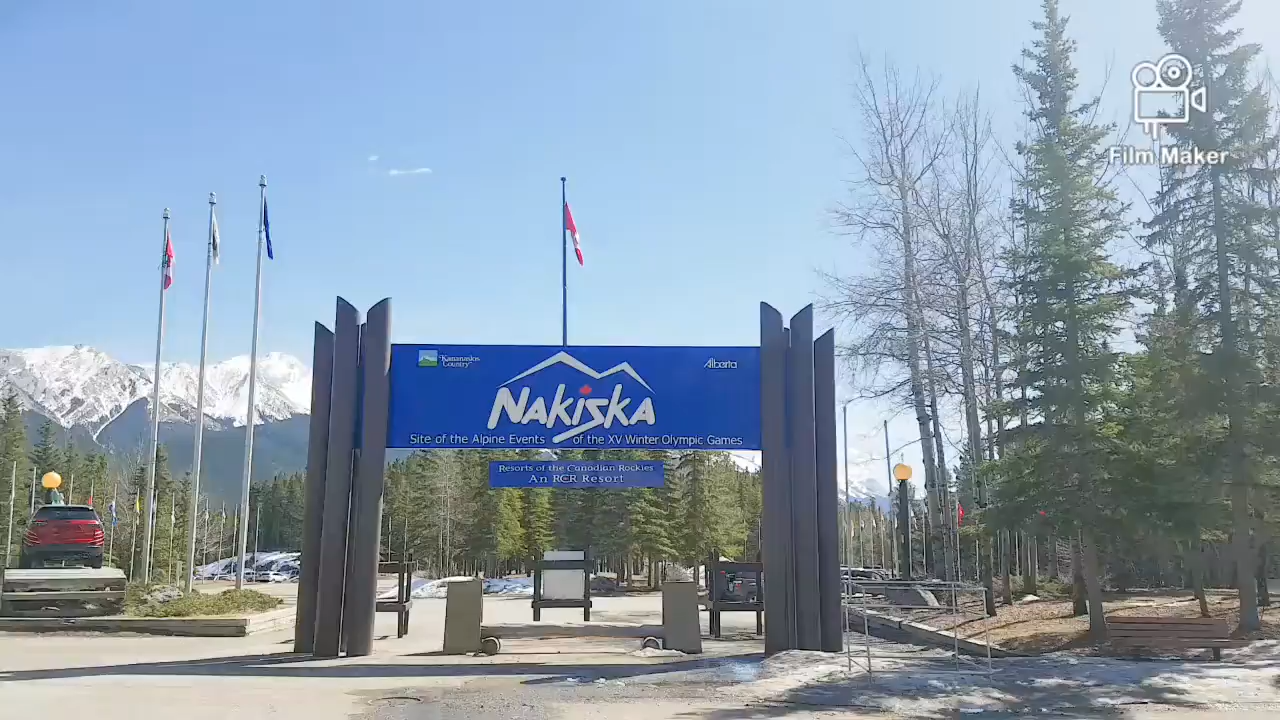 Film Maker
Kananaskis
Country
Alberta
NAKISKA
Site of the Alpine Events of the XV Winter Olympic Games
Resorts of the Canadian Rockies
An RCR Resort